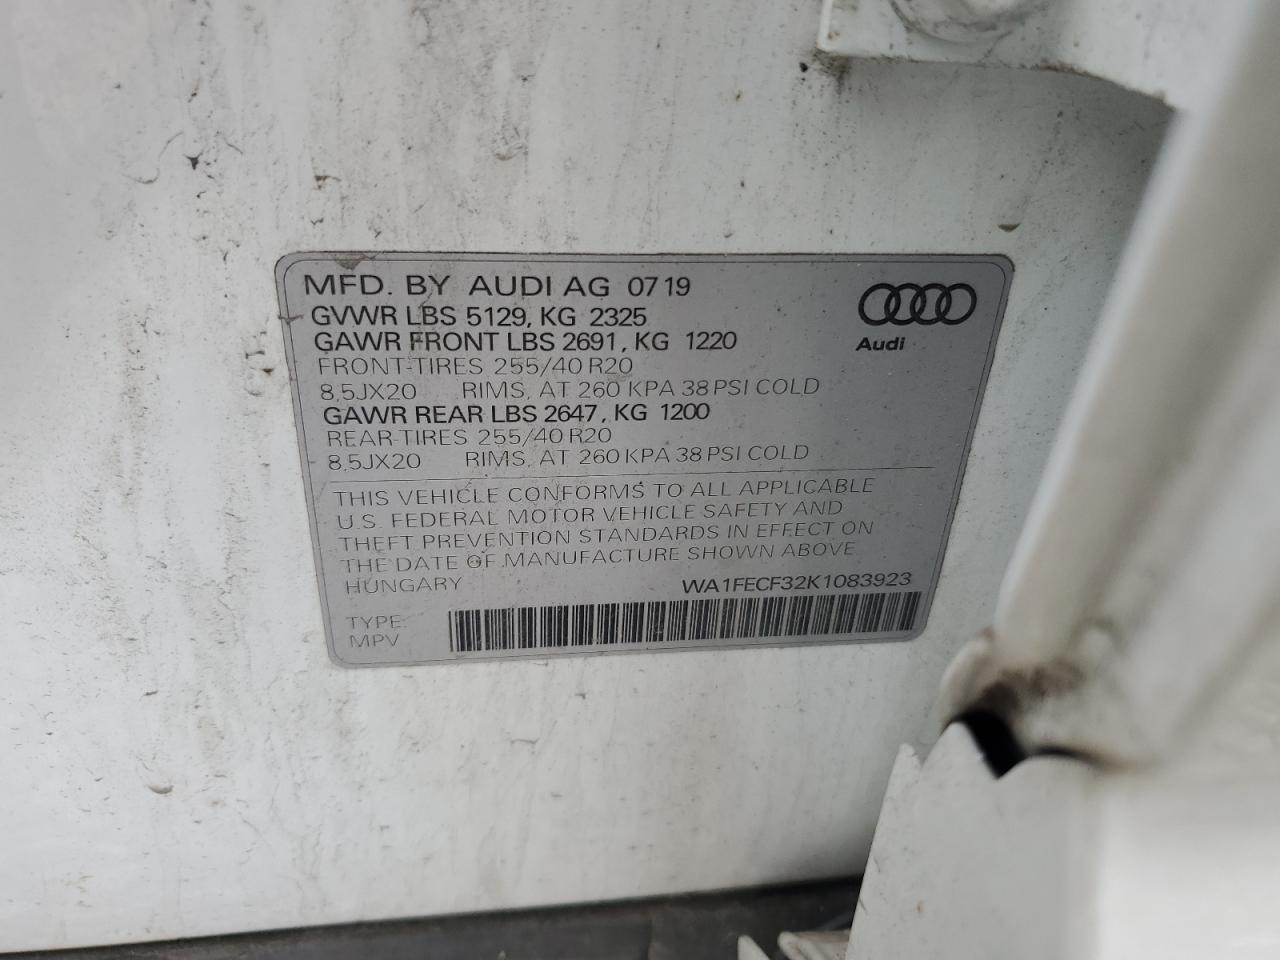 MFD. BY AUDI AG 07 19
GVWR LBS 5129, KG 2325
GAWR FRONT LBS 2691, KG 1220
FRONT-TIRES 255/40 R20
8,5JX20 RIMS, AT 260 KPA 38 PSI COLD
GAWR REAR LBS 2647, KG 1200
REAR-TIRES 255/40 R20
8,5JX20 RIMS, AT 260 KPA 38 PSI COLD
Audi
THIS VEHICLE CONFORMS TO ALL APPLICABLE
U.S. FEDERAL MOTOR VEHICLE SAFETY AND
THEFT PREVENTION STANDARDS IN EFFECT ON
THE DATE OF MANUFACTURE SHOWN ABOVE
HUNGARY WA1FECF32K1083923
TYPE:
MPV